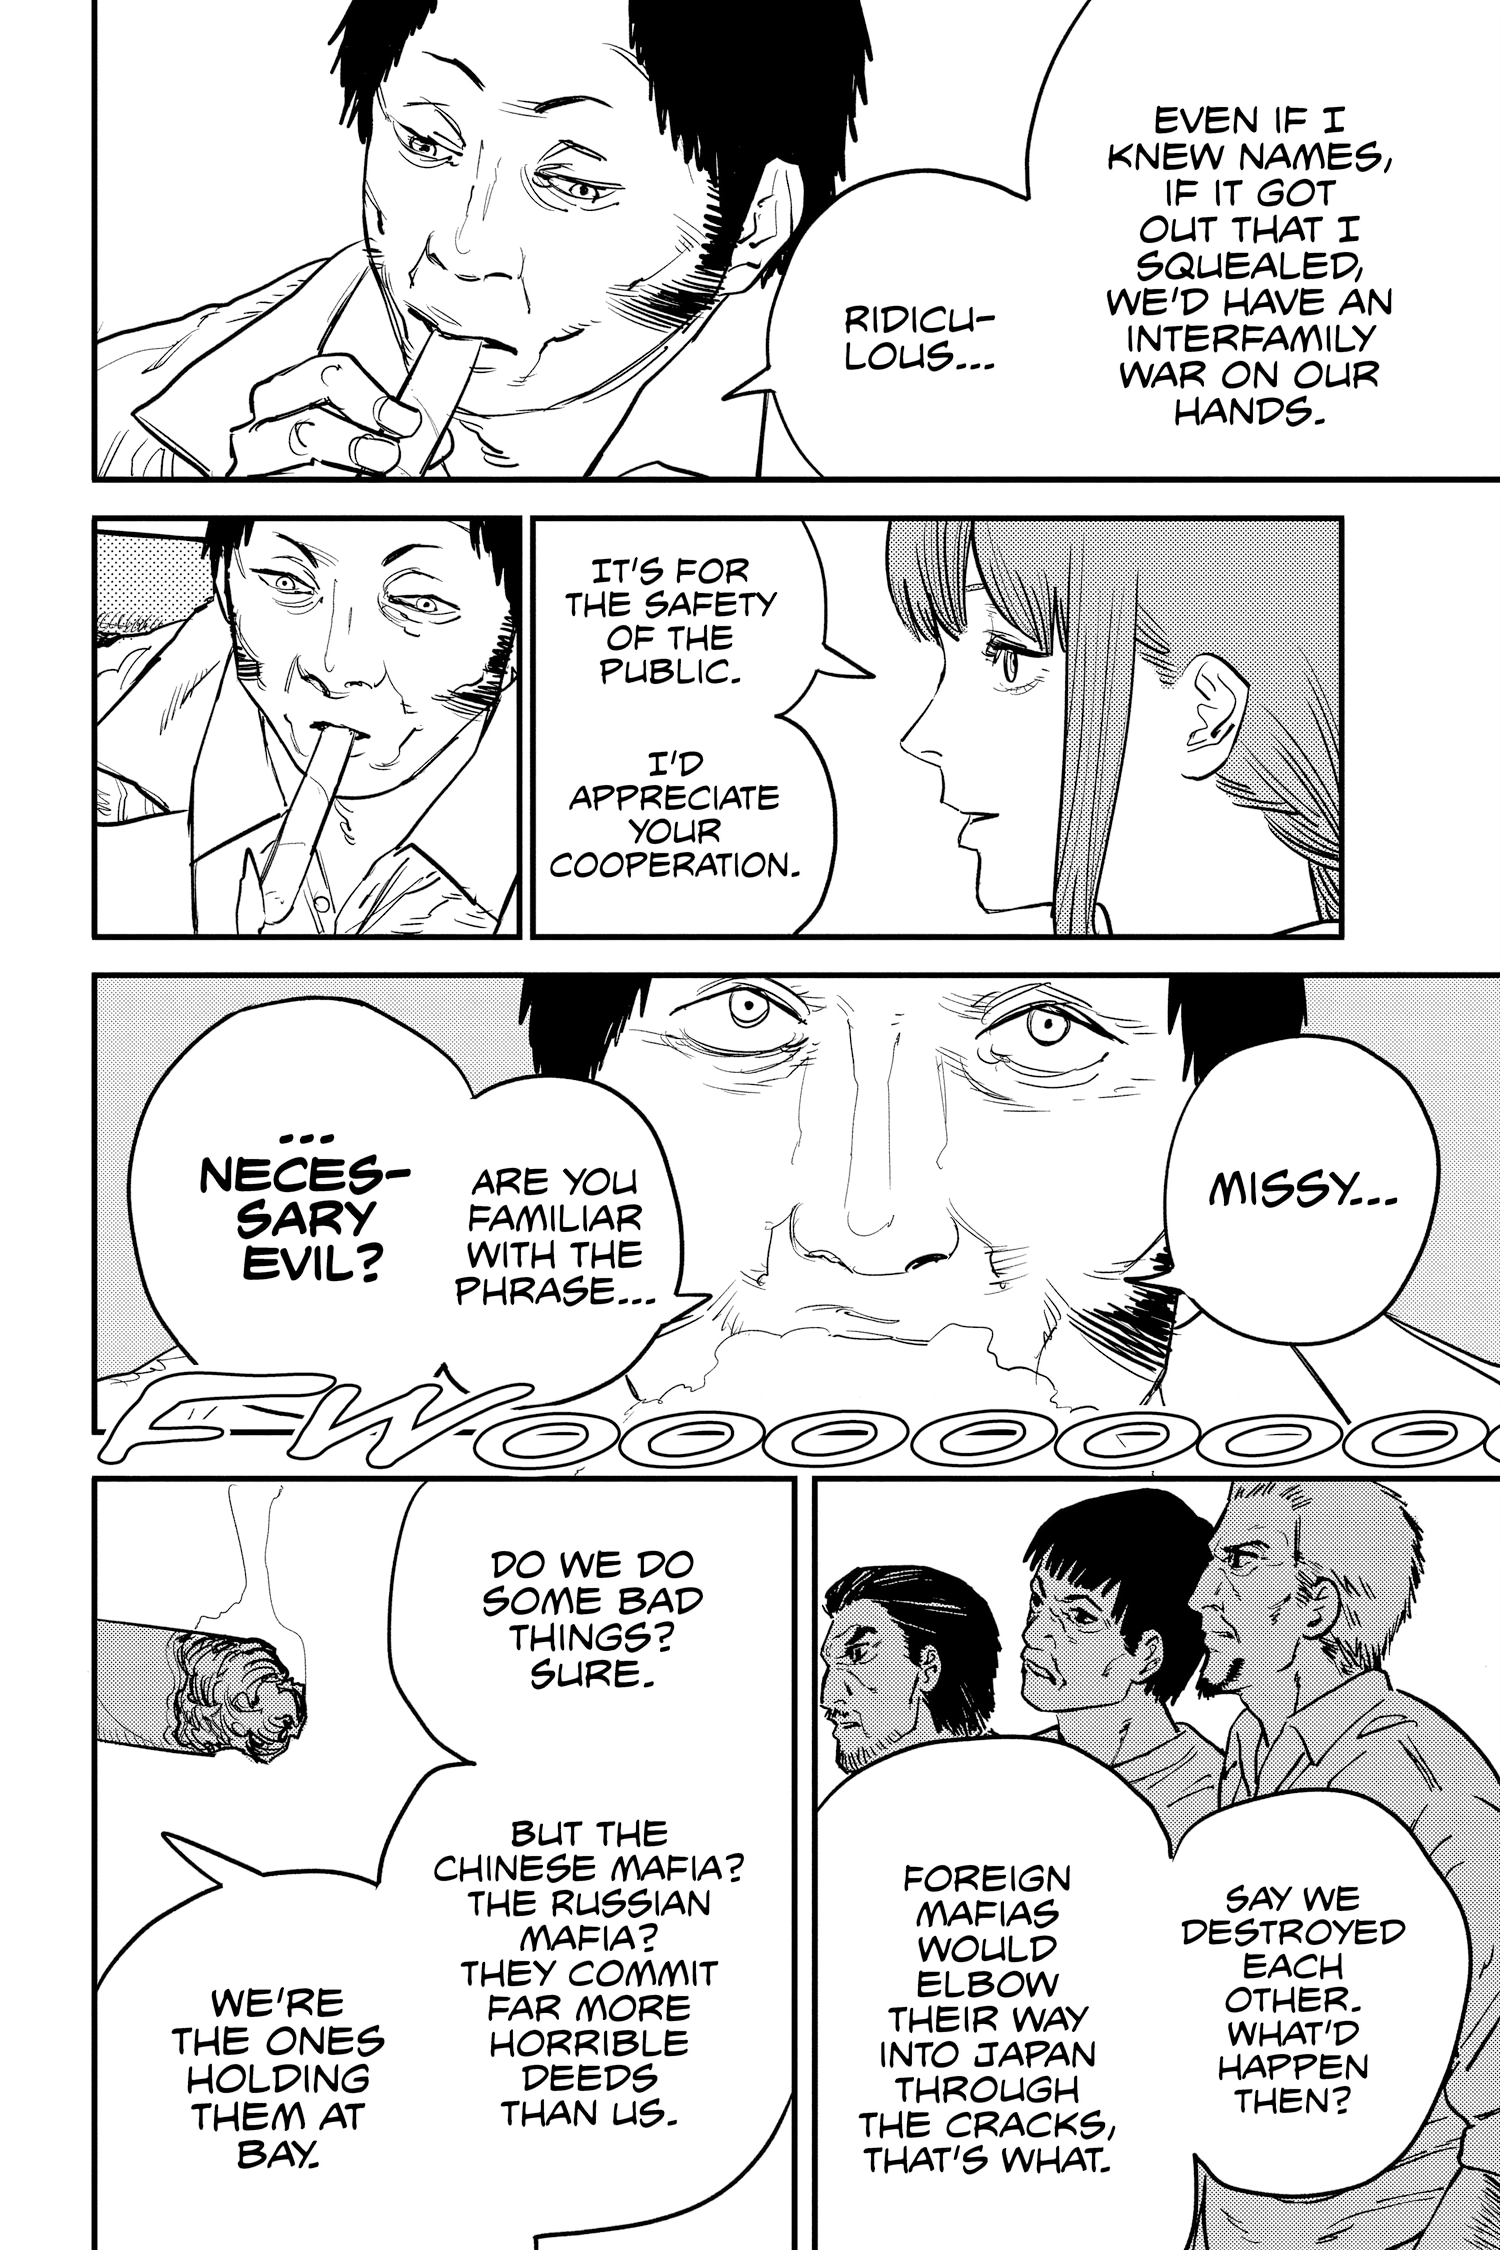 EVEN IF I
KNEW NAMES,
IF IT GOT
OUT THAT I
SQUEALED,
WE'D HAVE AN
INTERFAMILY
WAR ON OUR
HANDS.
RIDICU-
LOUS...
IT'S FOR
THE SAFETY
OF THE
PUBLIC.
I'D
APPRECIATE
YOUR
COOPERATION.
MISSY...
ARE YOU
FAMILIAR
WITH THE
PHRASE...
...
NECES-
SARY
EVIL?
FWOOOOOOOO
SAY WE
DESTROYED
EACH
OTHER.
WHAT'D
HAPPEN
THEN?
FOREIGN
MAFIAS
WOULD
ELBOW
THEIR WAY
INTO JAPAN
THROUGH
THE CRACKS,
THAT'S WHAT.
DO WE DO
SOME BAD
THINGS?
SURE.
BUT THE
CHINESE MAFIA?
THE RUSSIAN
MAFIA?
THEY COMMIT
FAR MORE
HORRIBLE
DEEDS
THAN US.
WE'RE
THE ONES
HOLDING
THEM AT
BAY.